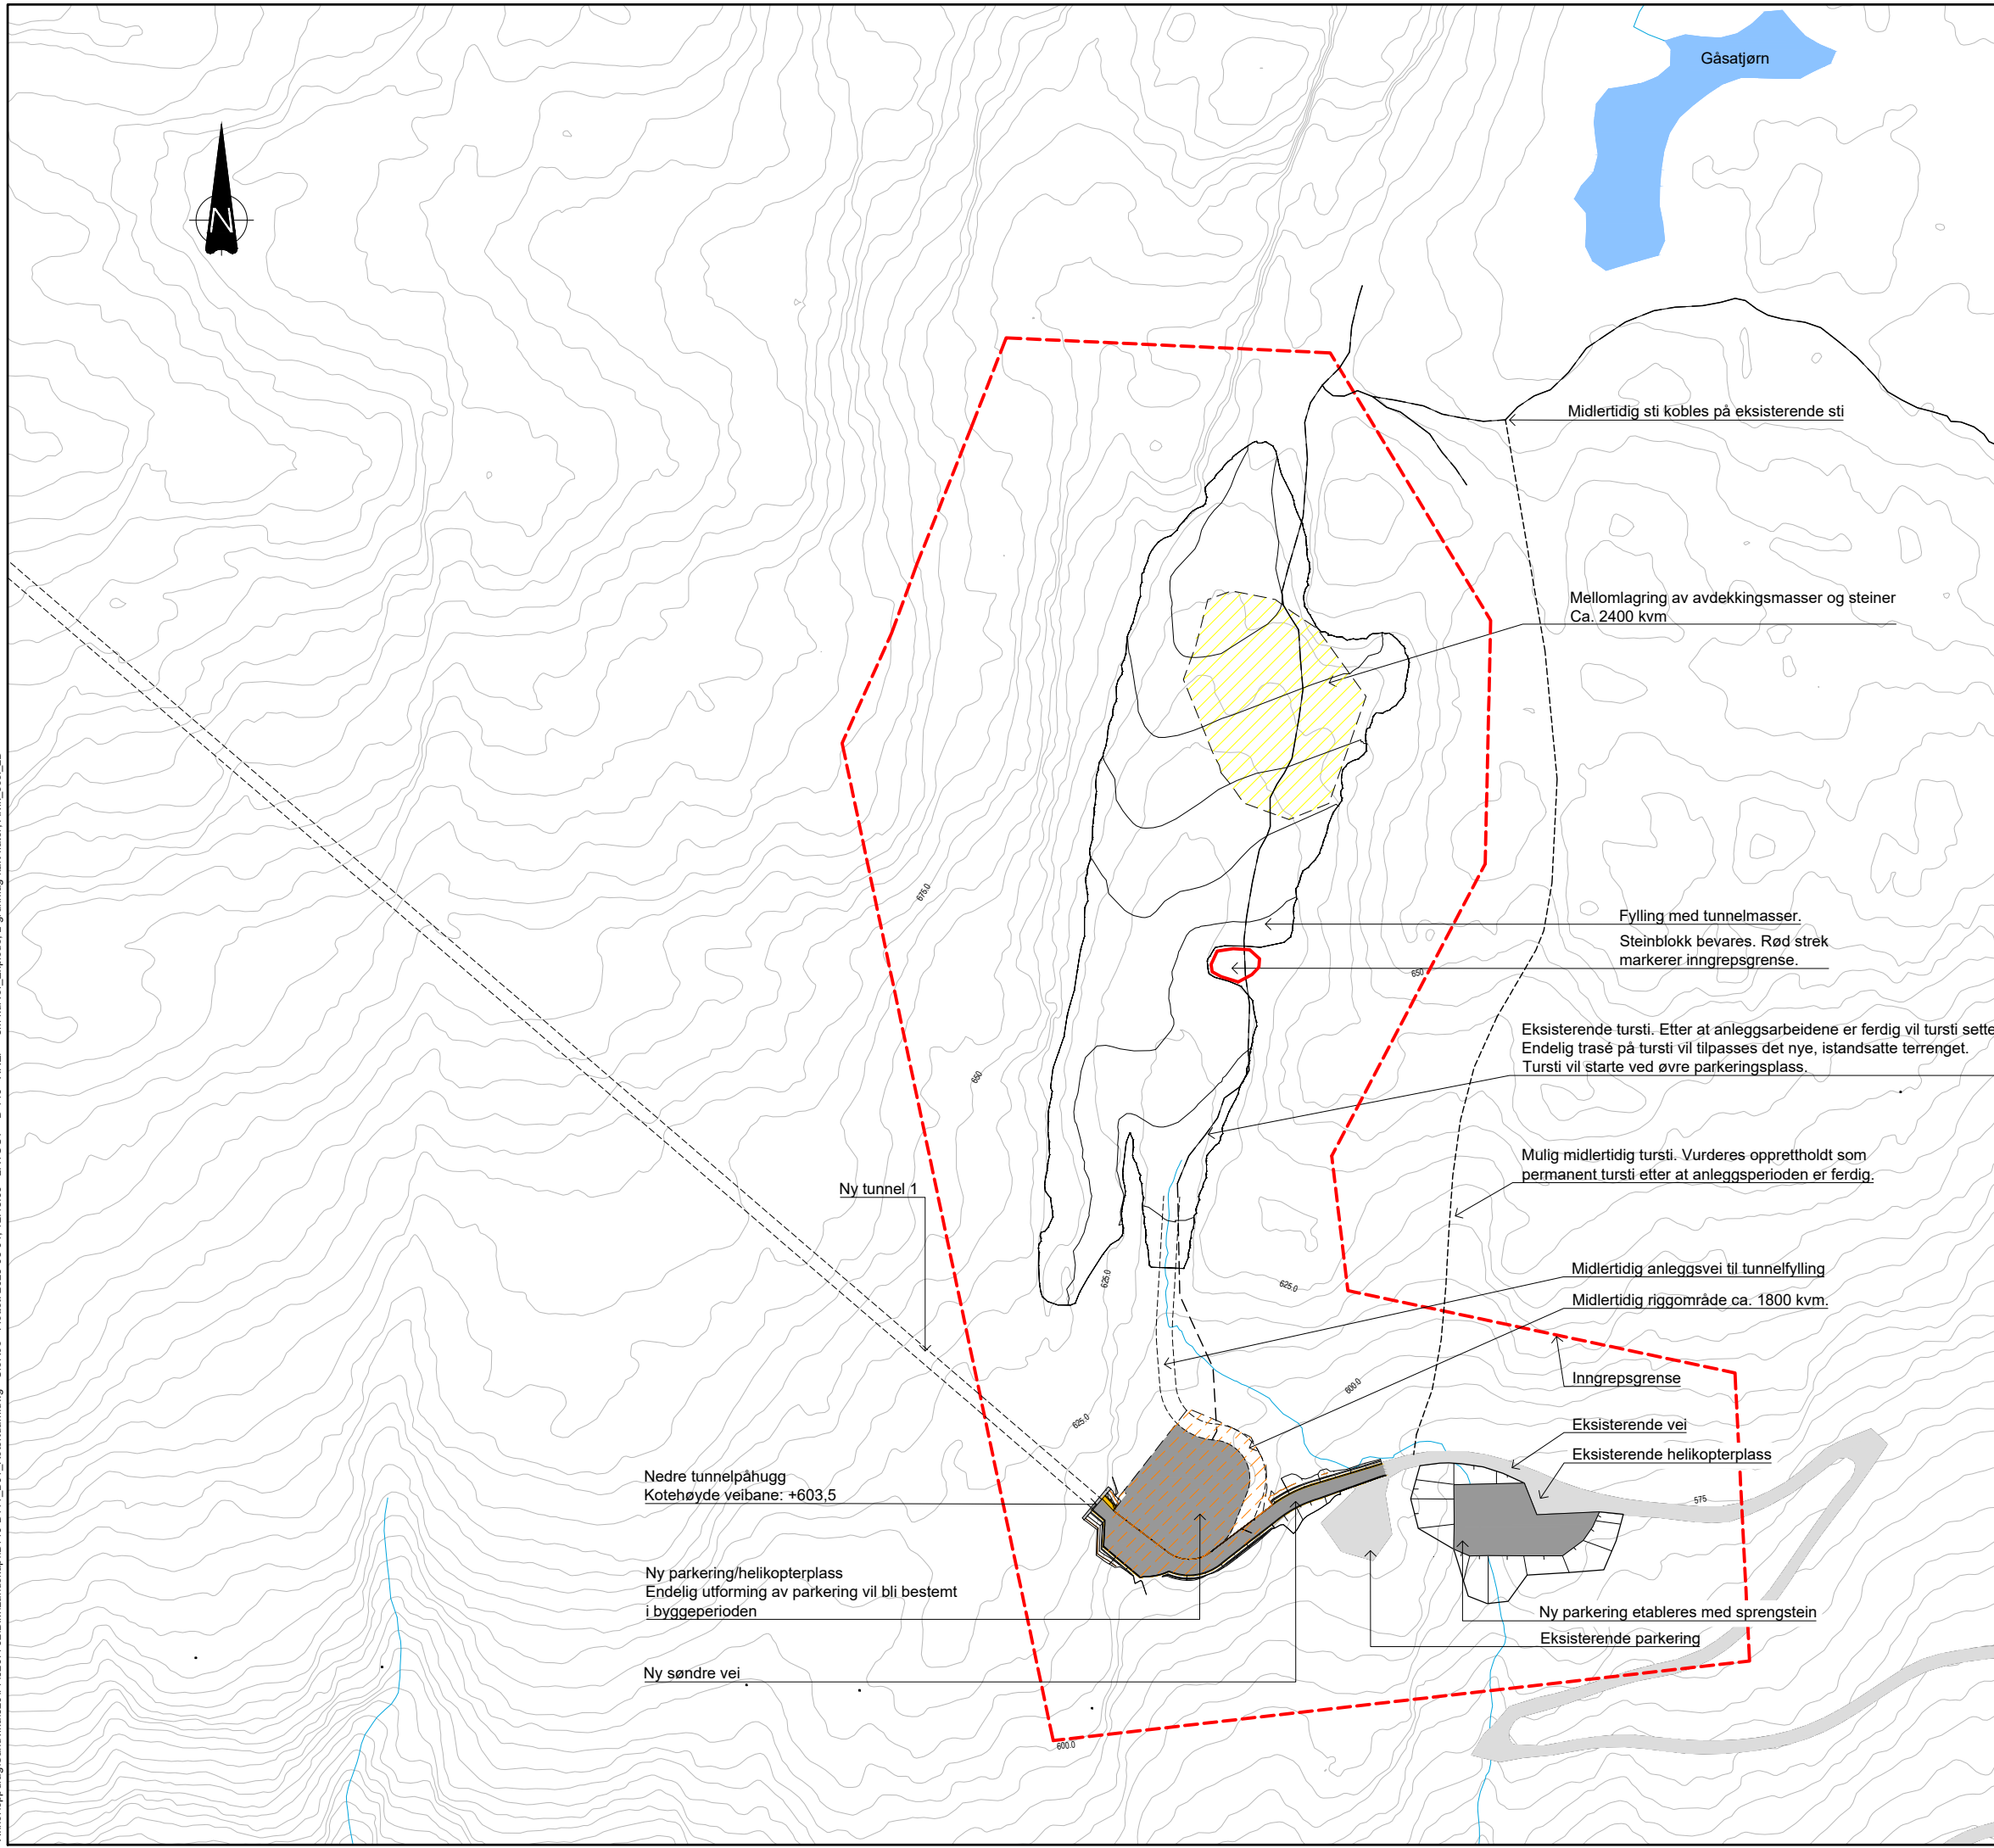 Gåsatjørn
N
Midlertidig sti kobles på eksisterende sti
Mellomlagring av avdekkingsmasser og steiner
Ca. 2400 kvm
675.0
Fylling med tunnelmasser.
Steinblokk bevares. Rød strek
markerer inngrepsgrense.
650
Eksisterende tursti. Etter at anleggsarbeidene er ferdig vil tursti sette
Endelig trasé på tursti vil tilpasses det nye, istandsatte terrenget.
Tursti vil starte ved øvre parkeringsplass.
650
Mulig midlertidig tursti. Vurderes opprettholdt som
permanent tursti etter at anleggsperioden er ferdig.
Ny tunnel 1
Midlertidig anleggsvei til tunnelfylling
625.0
625.0
Midlertidig riggområde ca. 1800 kvm.
Inngrepsgrense
600.0
625.0
Eksisterende vei
Eksisterende helikopterplass
Nedre tunnelpåhugg
Kotehøyde veibane: +603,5
575
Ny parkering/helikopterplass
Endelig utforming av parkering vil bli bestemt
i byggeperioden
Ny parkering etableres med sprengstein
Eksisterende parkering
Ny søndre vei
600.0